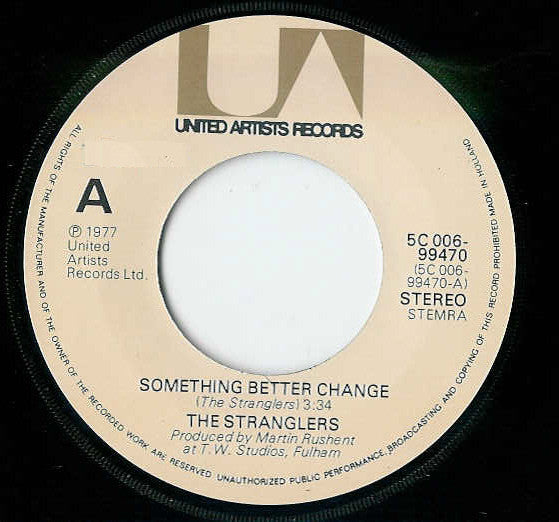 UA
UNITED ARTISTS RECORDS
A
℗ 1977
United
Artists
Records Ltd.
5C 006-
99470
(5C 006-
99470-A)
STEREO
STEMRA
SOMETHING BETTER CHANGE
(The Stranglers) 3:34
THE STRANGLERS
Produced by Martin Rushent
at T.W. Studios, Fulham
ALL RIGHTS OF THE MANUFACTURER AND OF THE OWNER OF THE RECORDED WORK ARE RESERVED UNAUTHORIZED PUBLIC PERFORMANCE, BROADCASTING AND COPYING OF THIS RECORD PROHIBITED MADE IN HOLLAND